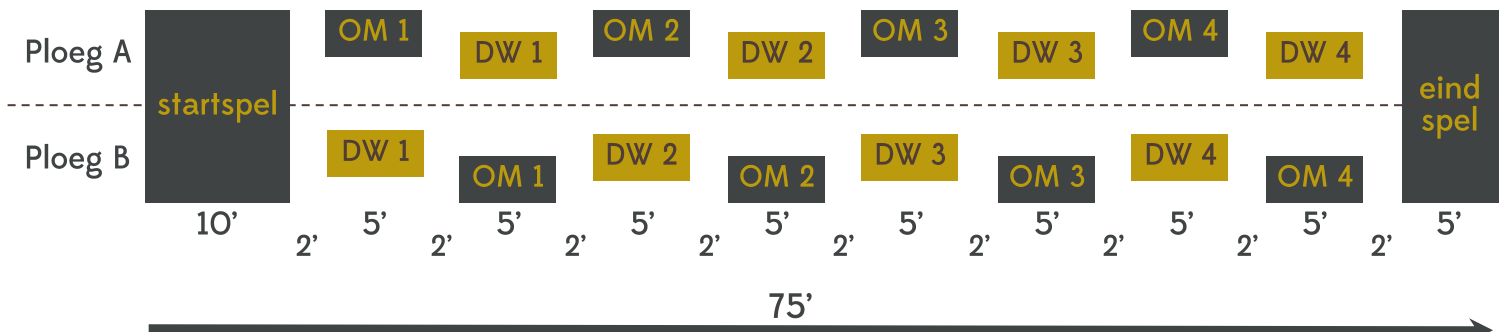 Ploeg A
startspel
OM 1
DW 1
OM 2
DW 2
OM 3
DW 3
OM 4
DW 4
eind
spel
Ploeg B
DW 1
OM 1
DW 2
OM 2
DW 3
OM 3
DW 4
OM 4
10’
2’
5’
2’
5’
2’
5’
2’
5’
2’
5’
2’
5’
2’
5’
2’
5’
2’
5’
75’